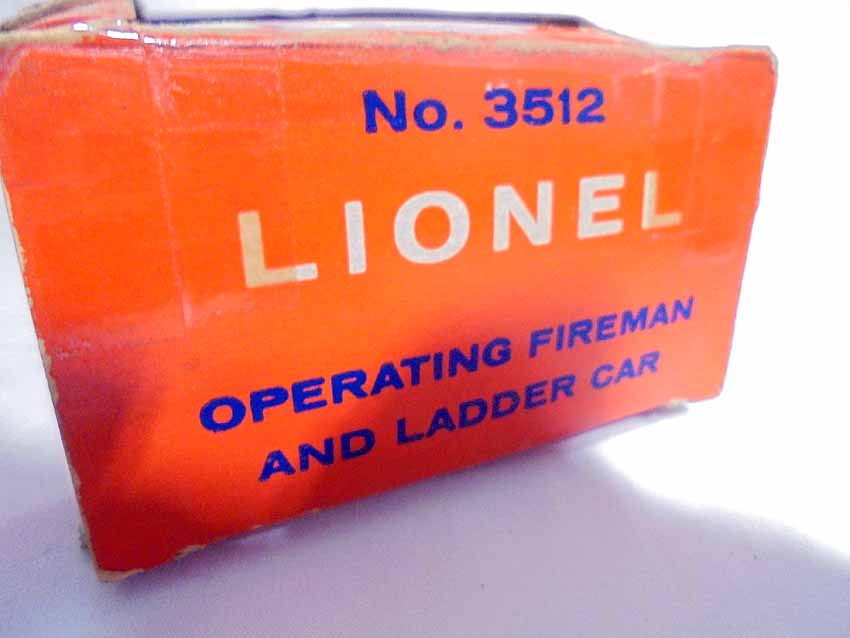 No. 3512
LIONEL
OPERATING FIREMAN
AND LADDER CAR